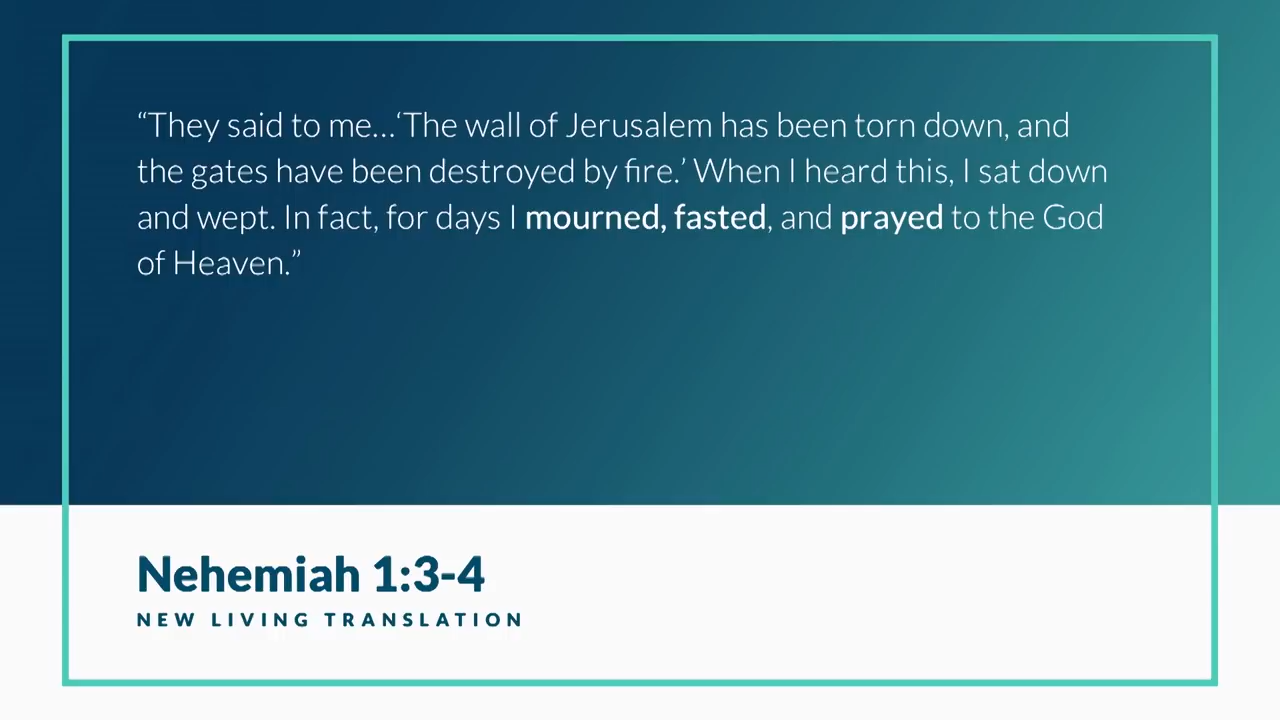 “They said to me...‘The wall of Jerusalem has been torn down, and
the gates have been destroyed by fire.’ When I heard this, I sat down
and wept. In fact, for days I mourned, fasted, and prayed to the God
of Heaven.”
Nehemiah 1:3-4
NEW LIVING TRANSLATION